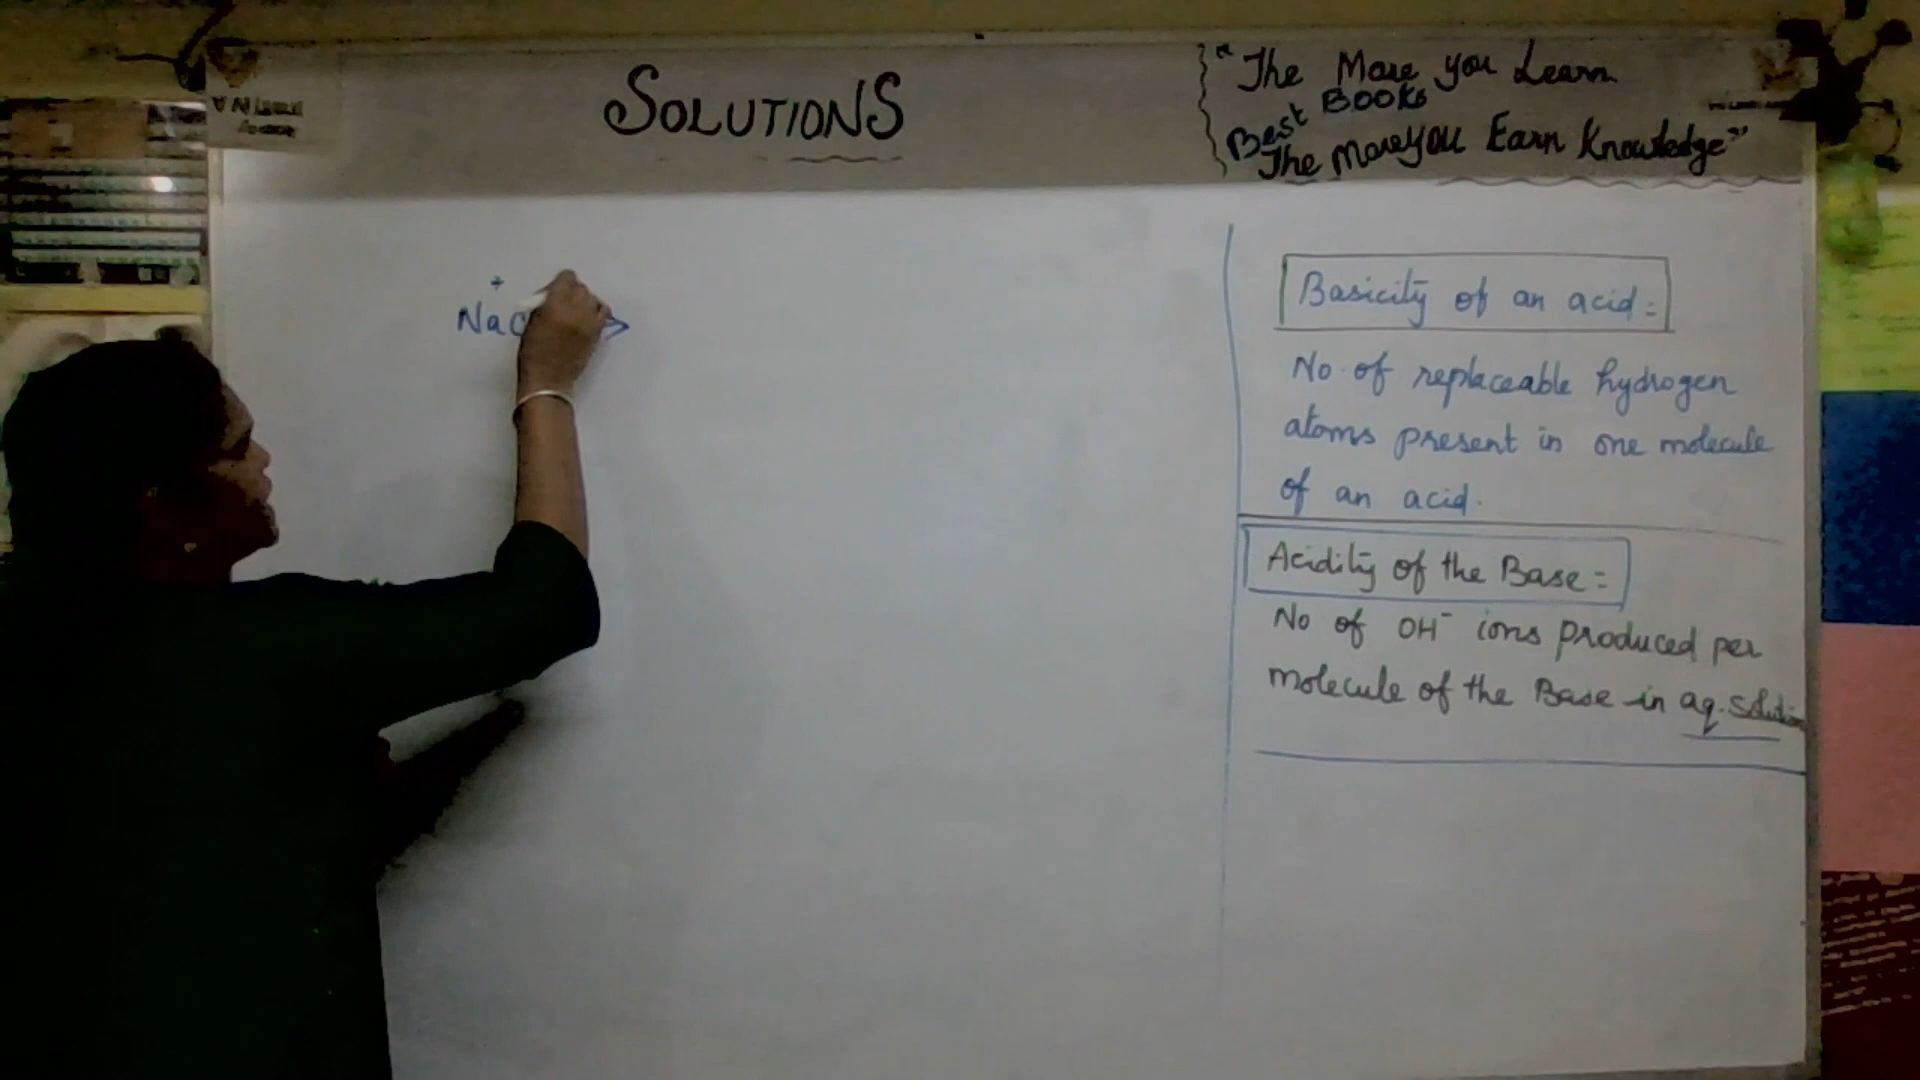 SOLUTIONS
"The More you Learn
Best Books
The More you Earn Knowledge"
+
Nac
Basicity of an acid :-
No. of replaceable hydrogen
atoms present in one molecule
of an acid.
Acidity of the Base :-
No of OH⁻ ions produced per
molecule of the Base in aq. solution